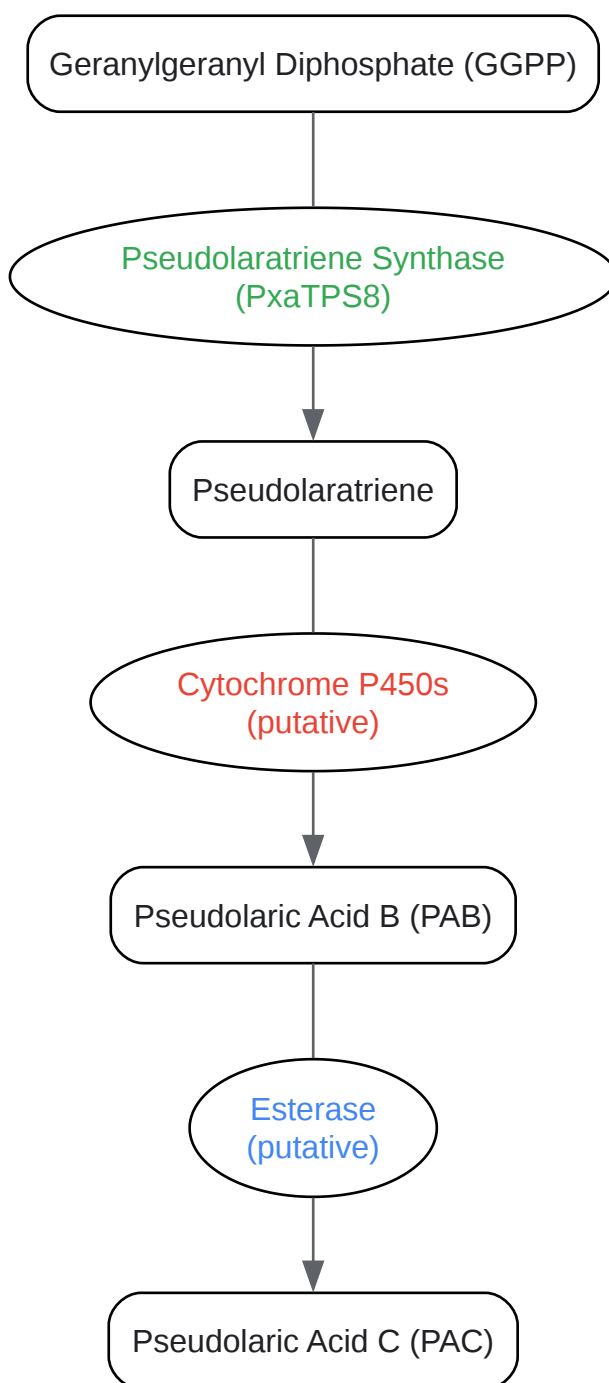 Geranylgeranyl Diphosphate (GGPP)
Pseudolaratriene Synthase
(PxaTPS8)
Pseudolaratriene
Cytochrome P450s
(putative)
Pseudolaric Acid B (PAB)
Esterase
(putative)
Pseudolaric Acid C (PAC)